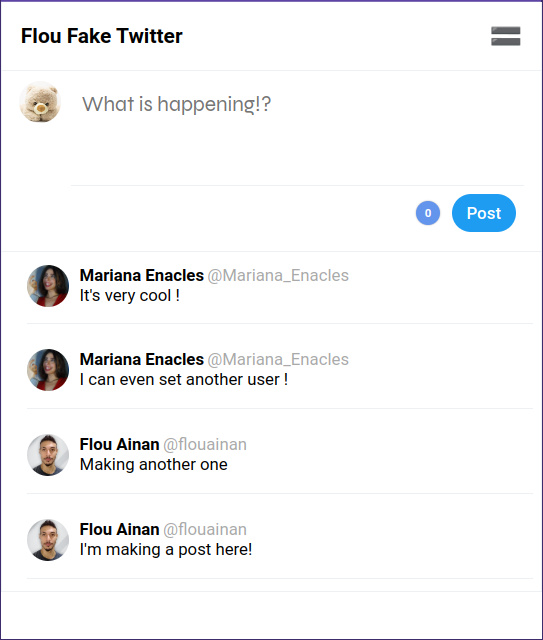 Flou Fake Twitter
What is happening!?
0
Post
Mariana Enacles @Mariana_Enacles
It's very cool !
Mariana Enacles @Mariana_Enacles
I can even set another user !
Flou Ainan @flouainan
Making another one
Flou Ainan @flouainan
I'm making a post here!